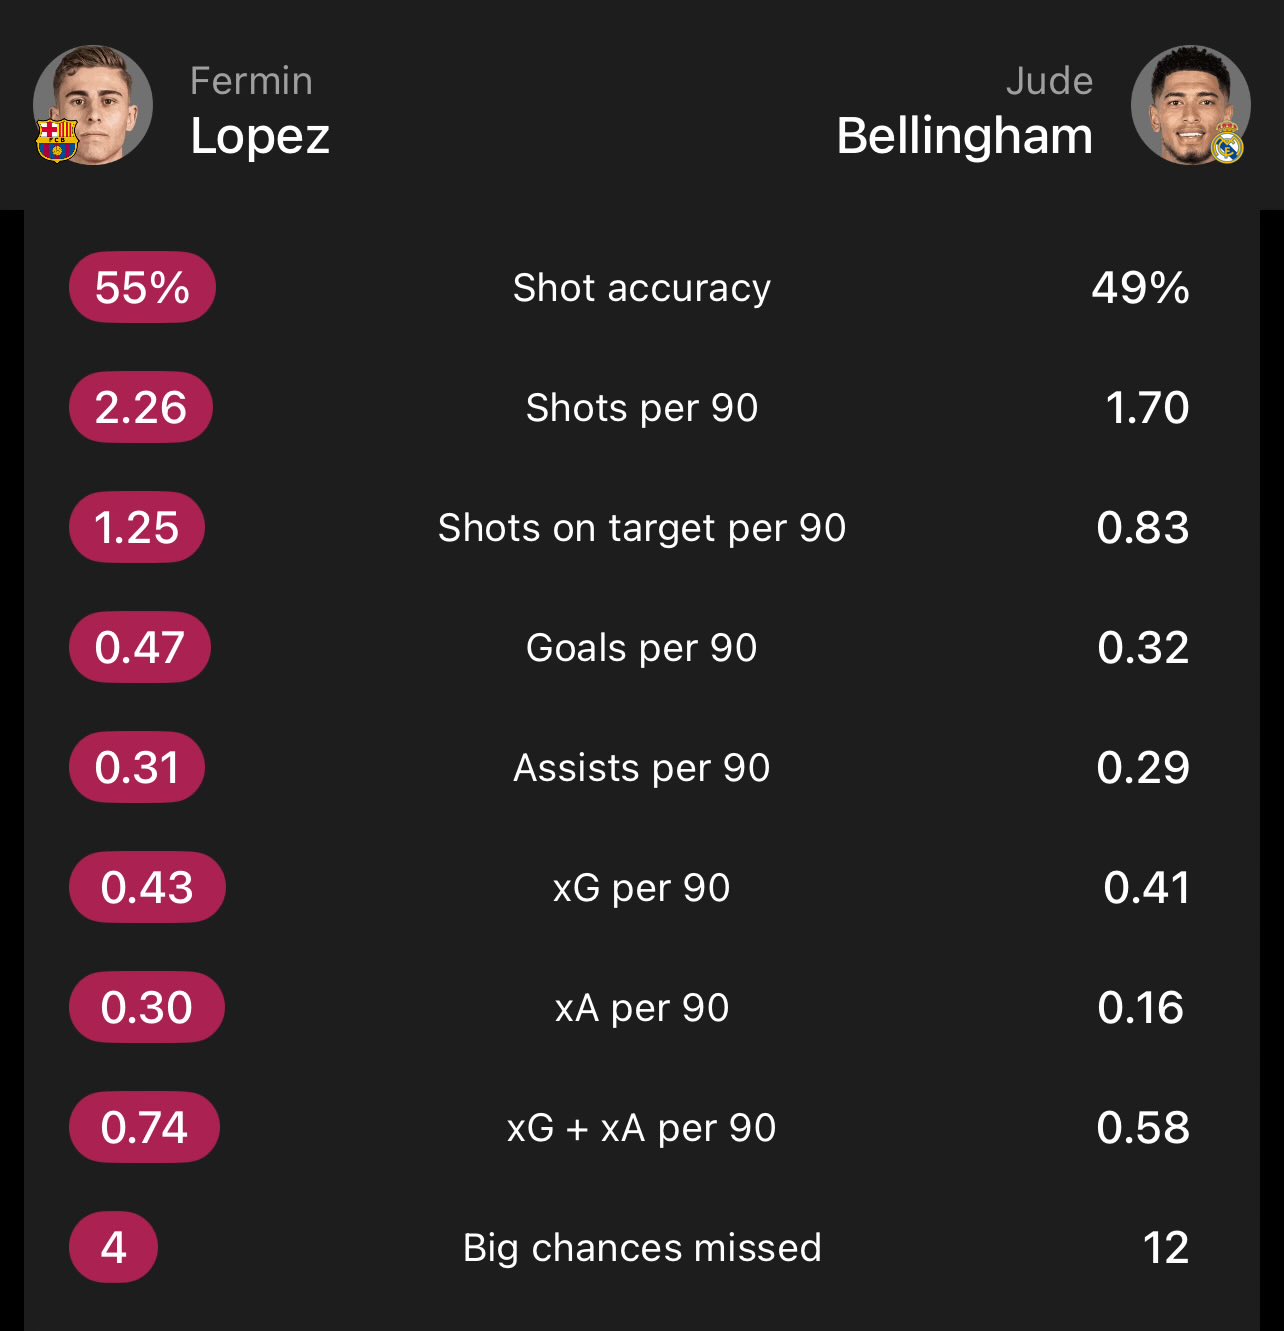 Fermin
Lopez
Jude
Bellingham
55% Shot accuracy 49%
2.26 Shots per 90 1.70
1.25 Shots on target per 90 0.83
0.47 Goals per 90 0.32
0.31 Assists per 90 0.29
0.43 xG per 90 0.41
0.30 xA per 90 0.16
0.74 xG + xA per 90 0.58
4 Big chances missed 12